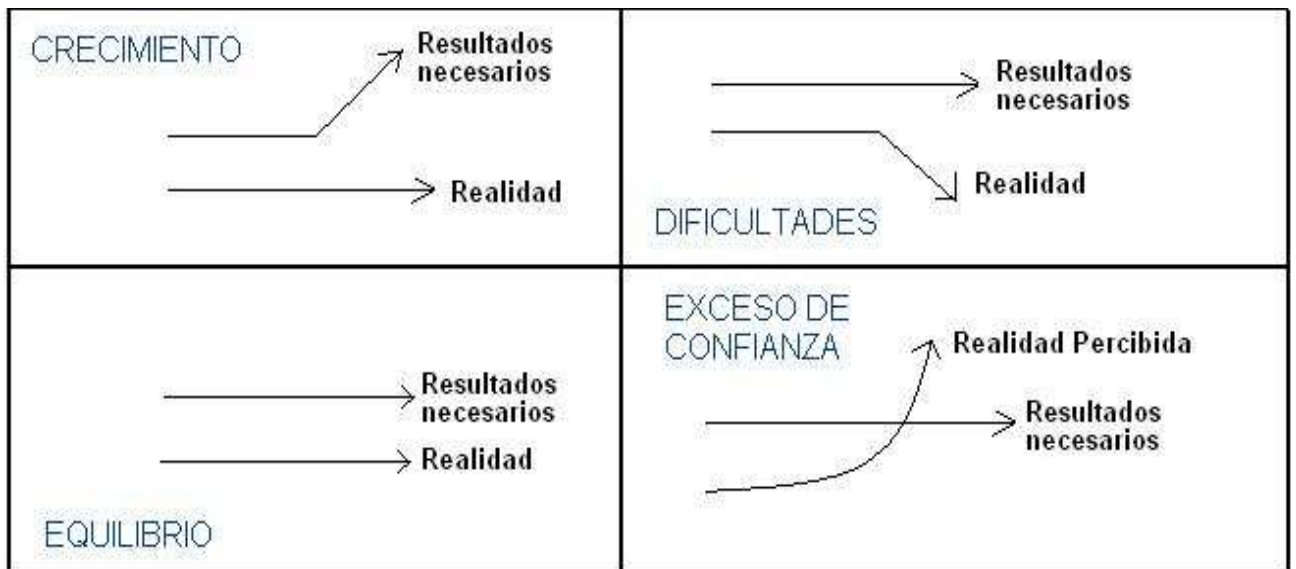 CRECIMIENTO
Resultados
necesarios
Realidad
Resultados
necesarios
Realidad
DIFICULTADES
Resultados
necesarios
Realidad
EQUILIBRIO
EXCESO DE
CONFIANZA
Realidad Percibida
Resultados
necesarios